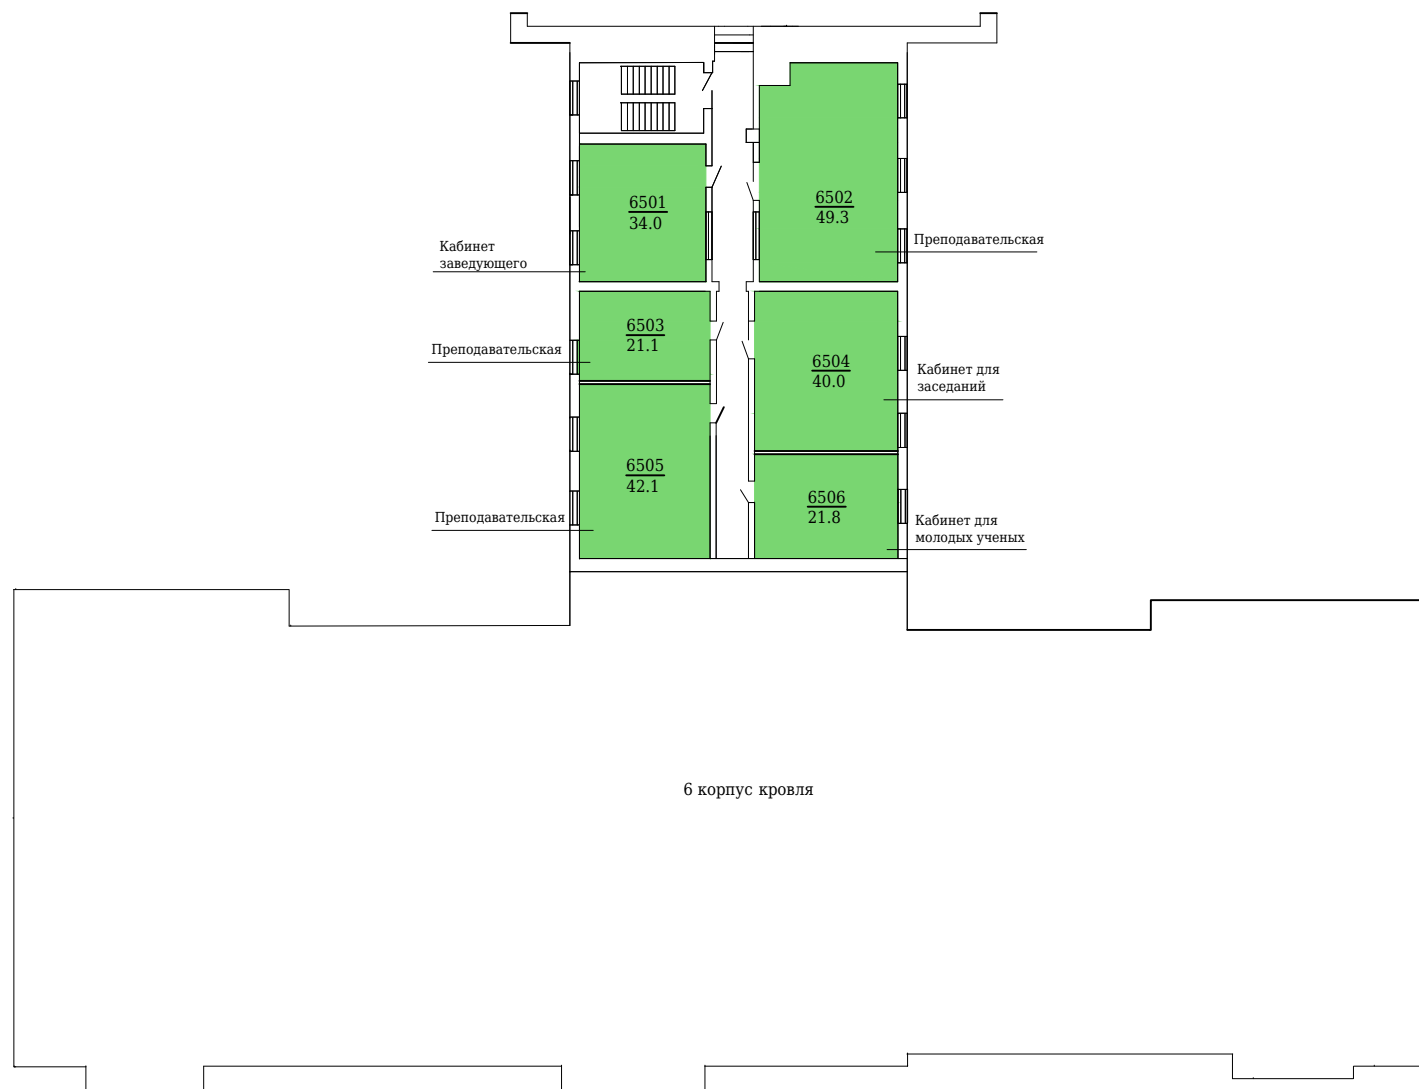 6501
34.0
6502
49.3
Преподавательская
Кабинет
заведующего
6503
21.1
Преподавательская
6504
40.0
Кабинет для
заседаний
6505
42.1
Преподавательская
6506
21.8
Кабинет для
молодых ученых
6 корпус кровля